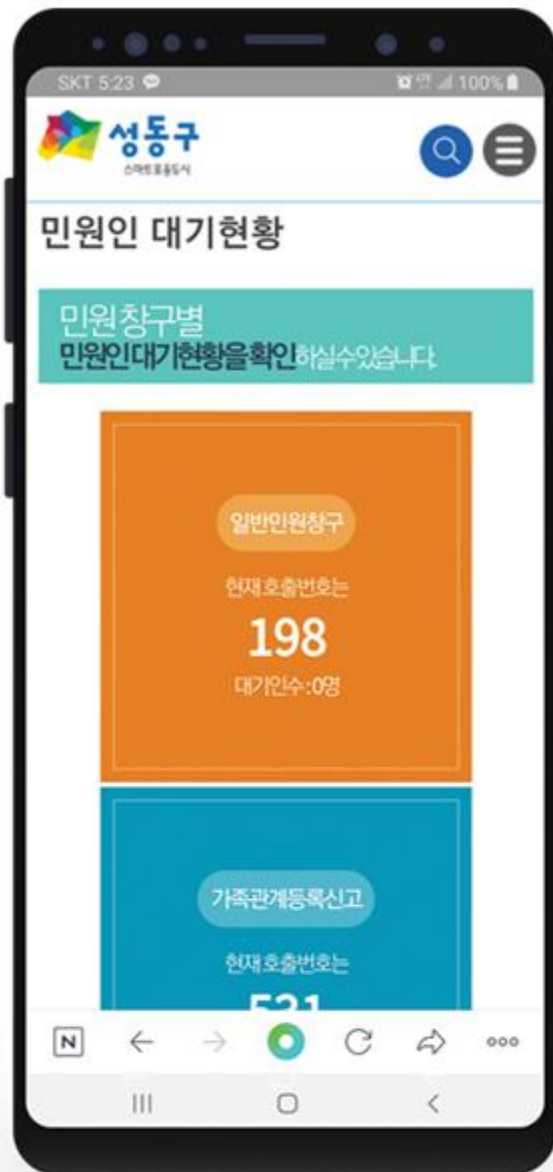 SKT 5:23
100%
성동구
스마트포용도시
민원인 대기현황
민원 창구별
민원인대기현황을확인하실수있습니다.
일반민원창구
현재 호출번호는
198
대기인수 : 0명
가족관계등록신고
현재 호출번호는
531
N